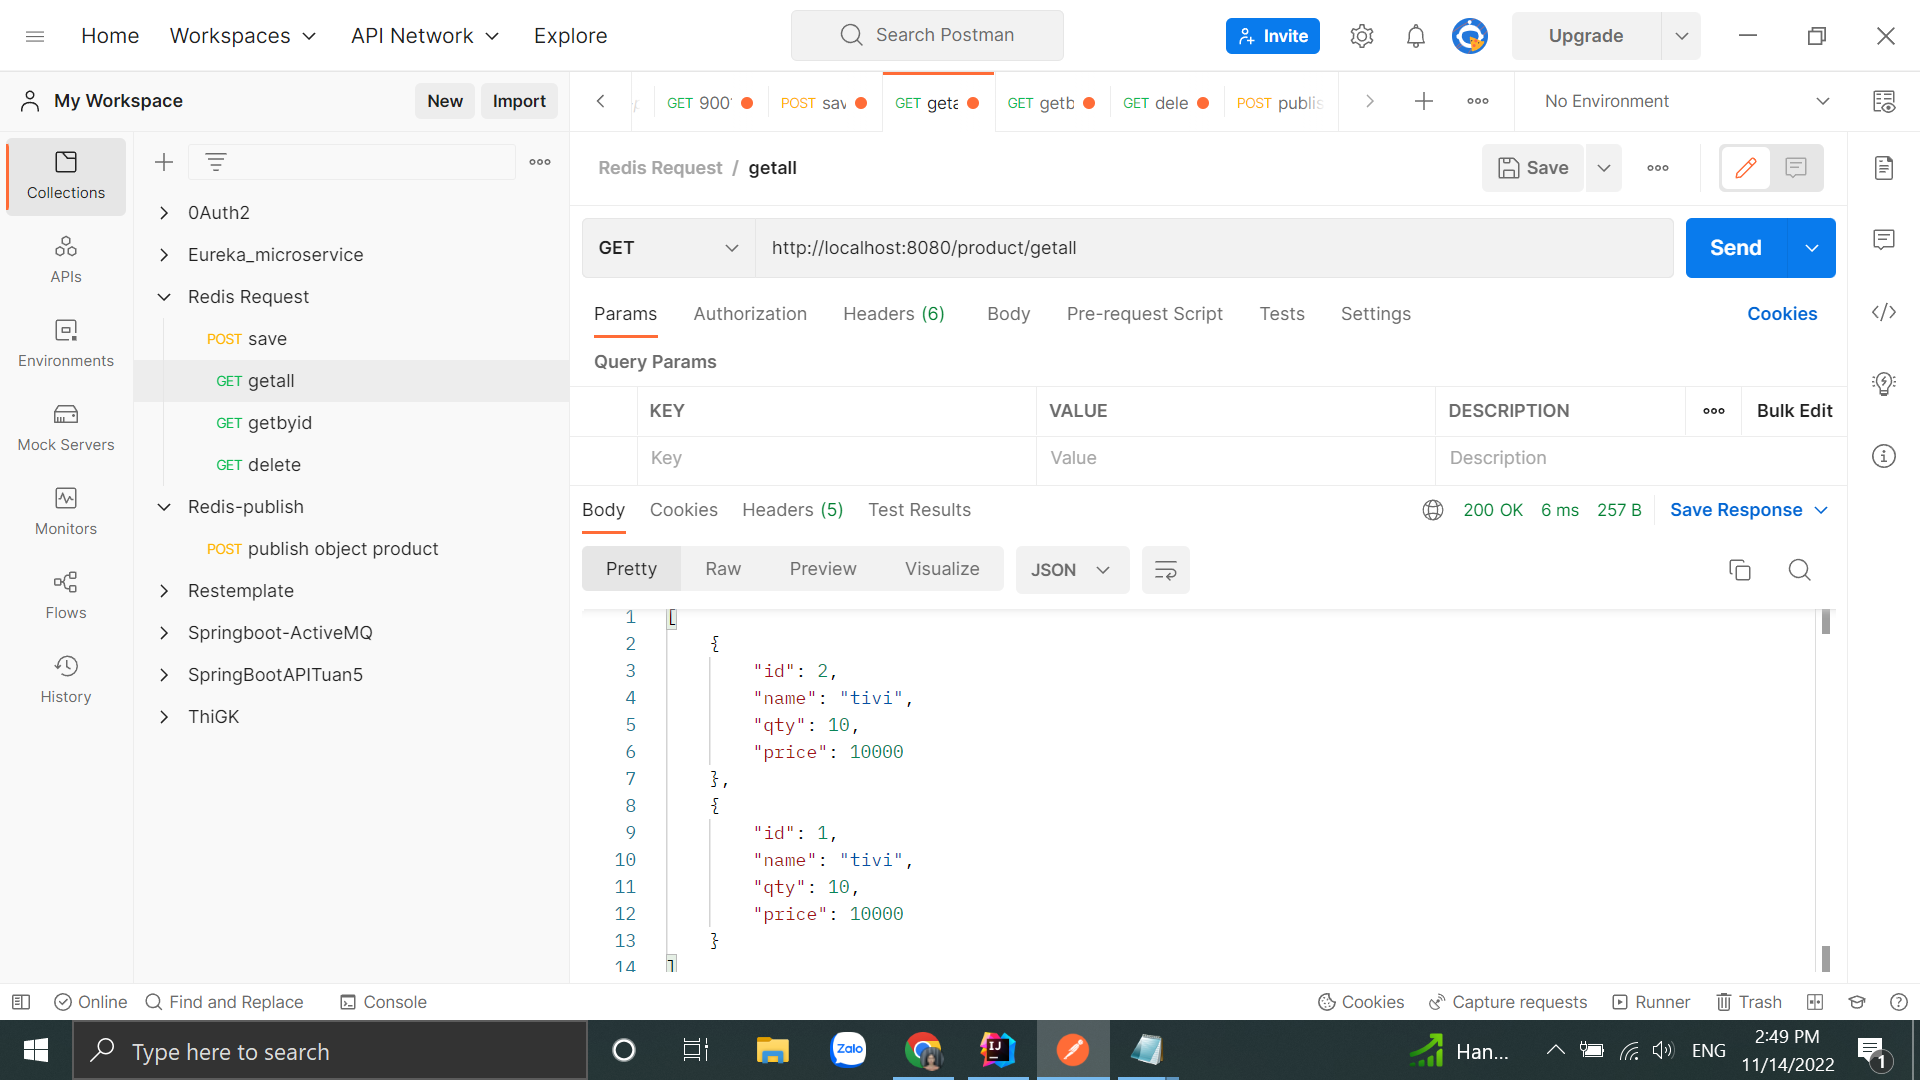 Home Workspaces API Network Explore Search Postman Invite Upgrade
My Workspace New Import
GET 900 POST sav GET geta GET getb GET dele POST publis No Environment
Collections
APIs
Environments
Mock Servers
Monitors
Flows
History
0Auth2
Eureka_microservice
Redis Request
POST save
GET getall
GET getbyid
GET delete
Redis-publish
POST publish object product
Restemplate
Springboot-ActiveMQ
SpringBootAPITuan5
ThiGK
Redis Request / getall Save
GET http://localhost:8080/product/getall Send
Params Authorization Headers (6) Body Pre-request Script Tests Settings Cookies
Query Params
KEY VALUE DESCRIPTION Bulk Edit
Key Value Description
Body Cookies Headers (5) Test Results 200 OK 6 ms 257 B Save Response
Pretty Raw Preview Visualize JSON
1 [
2 {
3 "id": 2,
4 "name": "tivi",
5 "qty": 10,
6 "price": 10000
7 },
8 {
9 "id": 1,
10 "name": "tivi",
11 "qty": 10,
12 "price": 10000
13 }
14 ]
Online Find and Replace Console Cookies Capture requests Runner Trash
Type here to search Zalo IJ Han... ENG 2:49 PM
11/14/2022 1